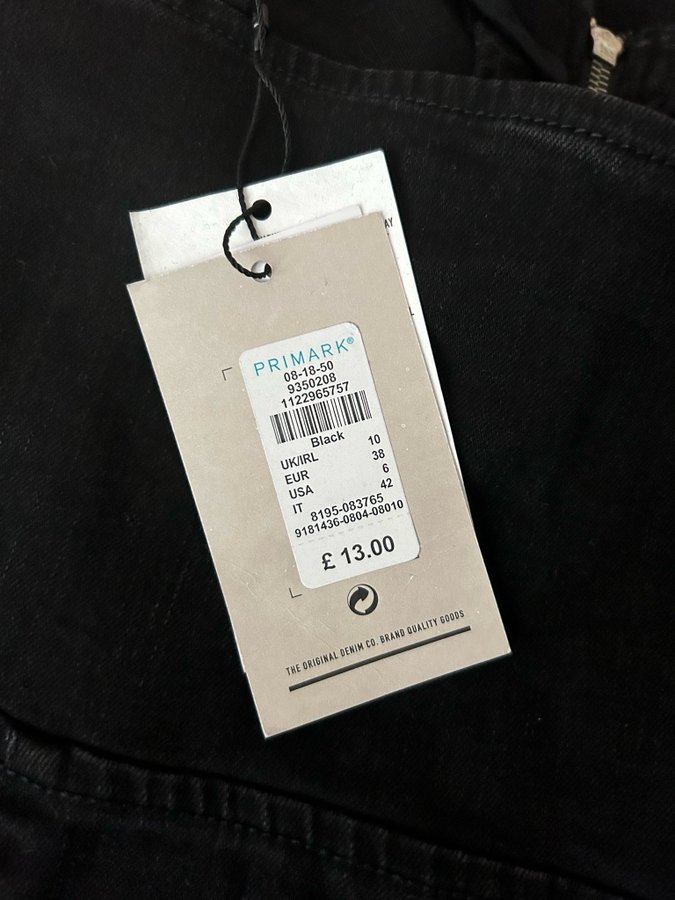 AY
PRIMARK®
08-18-50
9350208
1122965757
Black
UK/IRL 10
EUR 38
USA 6
IT 42
8195-083765
9181436-0804-08010
£ 13.00
THE ORIGINAL DENIM CO. BRAND QUALITY GOODS